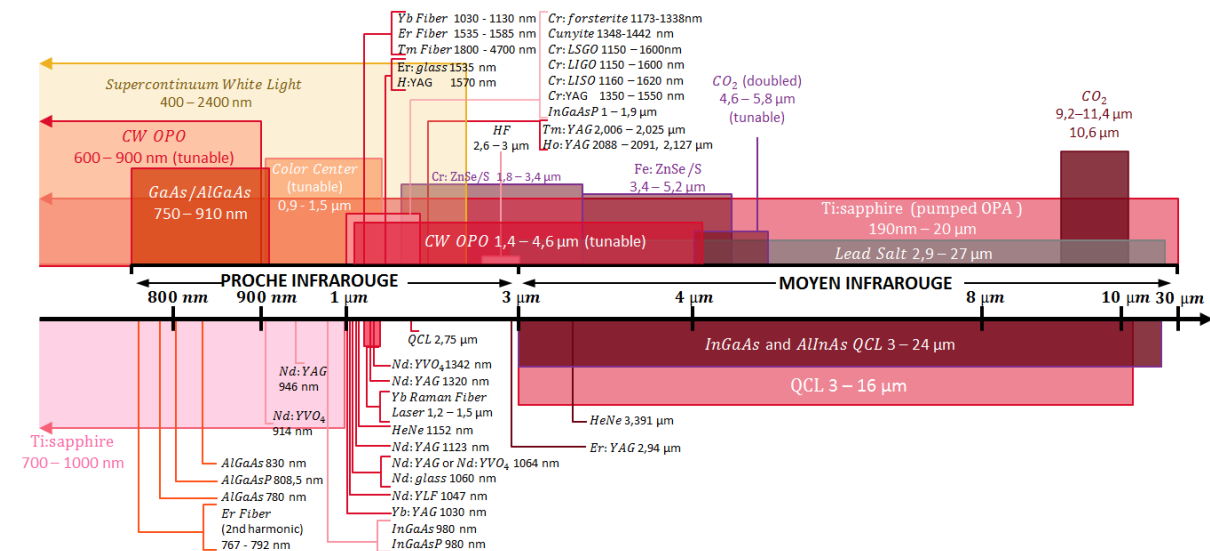 Yb Fiber 1030 - 1130 nm
Er Fiber 1535 - 1585 nm
Tm Fiber 1800 - 4700 nm
Er: glass 1535 nm
H:YAG 1570 nm
Cr: forsterite 1173-1338nm
Cunyite 1348-1442 nm
Cr: LSGO 1150 – 1600nm
Cr: LIGO 1150 – 1600 nm
Cr: LISO 1160 – 1620 nm
Cr:YAG 1350 – 1550 nm
InGaAsP 1 – 1,9 µm
Tm: YAG 2,006 – 2,025 µm
Ho: YAG 2088 – 2091, 2,127 µm
HF
2,6 – 3 µm
CO₂ (doubled)
4,6 – 5,8 µm
(tunable)
CO₂
9,2–11,4 µm
10,6 µm
Supercontinuum White Light
400 – 2400 nm
CW OPO
600 – 900 nm (tunable)
GaAs/AlGaAs
750 – 910 nm
Color Center
(tunable)
0,9 - 1,5 µm
Cr: ZnSe/S 1,8 – 3,4 µm
Fe: ZnSe/S
3,4 – 5,2 µm
CW OPO 1,4 – 4,6 µm (tunable)
Ti:sapphire (pumped OPA )
190nm – 20 µm
Lead Salt 2,9 – 27 µm
PROCHE INFRAROUGE
MOYEN INFRAROUGE
800 nm
900 nm
1 µm
3 µm
4 µm
8 µm
10 µm
30 µm
QCL 2,75 µm
InGaAs and AlInAs QCL 3 – 24 µm
QCL 3 – 16 µm
Nd: YAG
946 nm
Nd: YVO₄
914 nm
Ti:sapphire
700 – 1000 nm
Nd: YVO₄ 1342 nm
Nd: YAG 1320 nm
Yb Raman Fiber
Laser 1,2 – 1,5 µm
HeNe 1152 nm
Nd: YAG 1123 nm
Nd: YAG or Nd: YVO₄ 1064 nm
Nd: glass 1060 nm
Nd: YLF 1047 nm
Yb: YAG 1030 nm
InGaAs 980 nm
InGaAsP 980 nm
HeNe 3,391 µm
Er: YAG 2,94 µm
AlGaAs 830 nm
AlGaAsP 808,5 nm
AlGaAs 780 nm
Er Fiber
(2nd harmonic)
767 - 792 nm